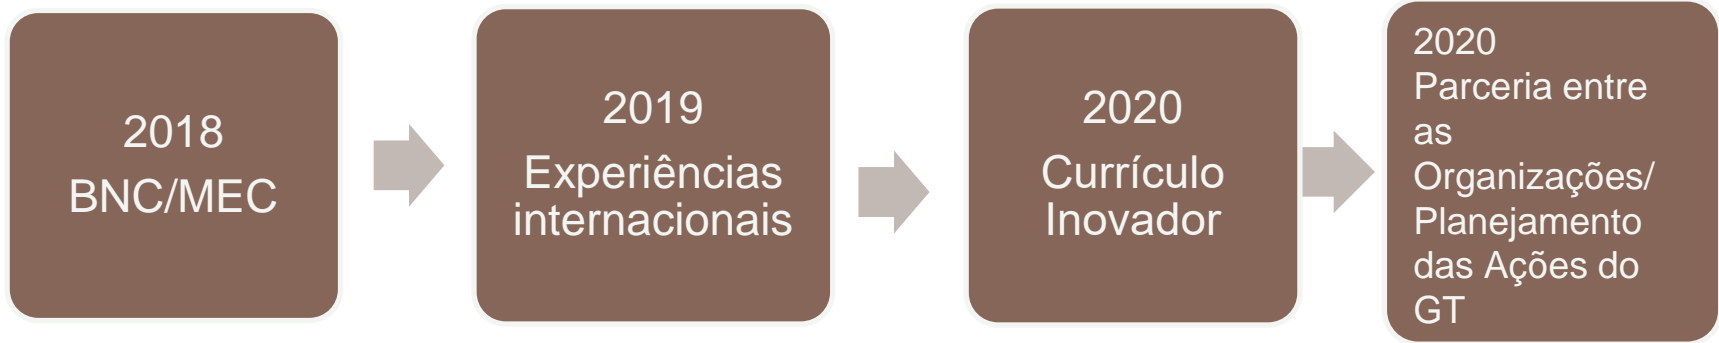 2018
BNC/MEC
2019
Experiências
internacionais
2020
Currículo
Inovador
2020
Parceria entre
as
Organizações/
Planejamento
das Ações do
GT